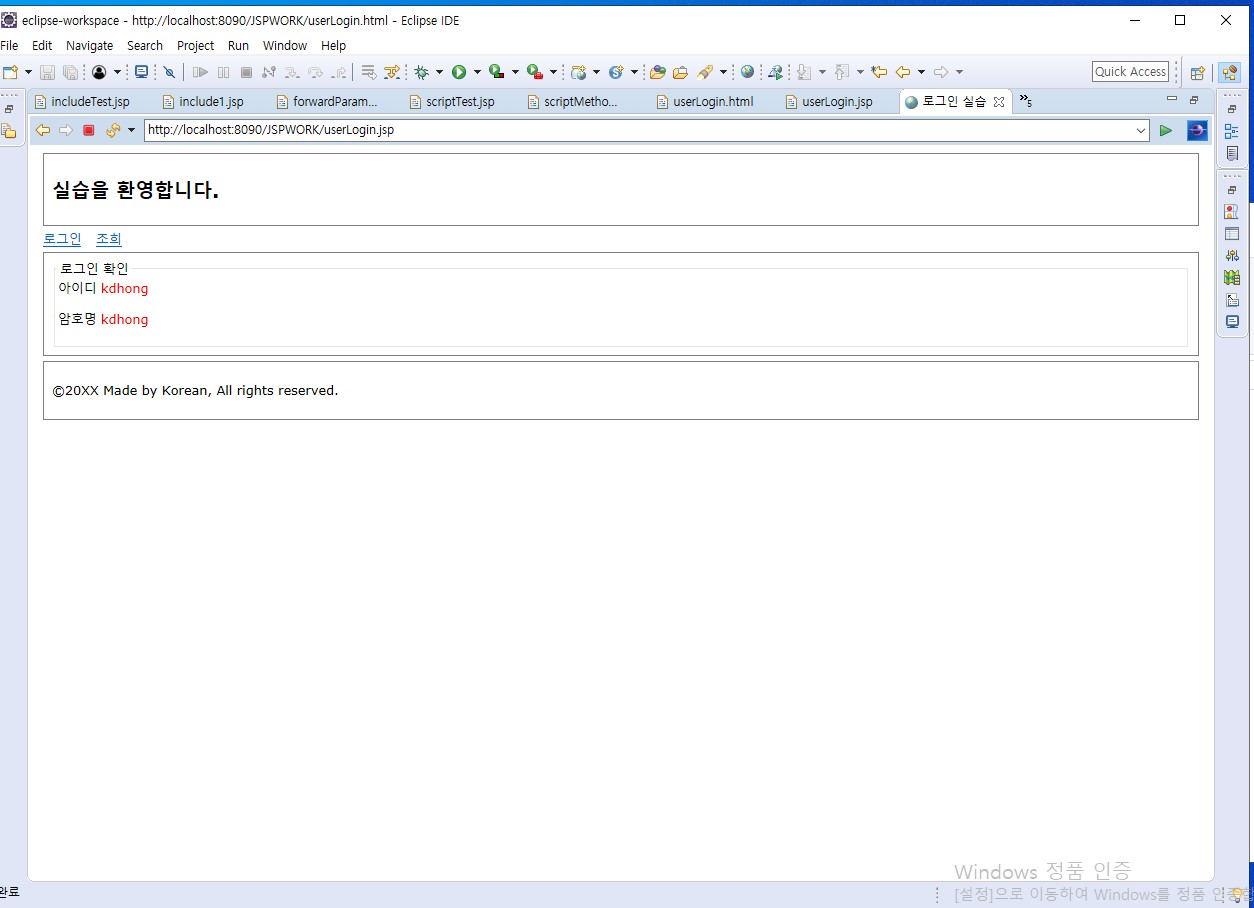 eclipse-workspace - http://localhost:8090/JSPWORK/userLogin.html - Eclipse IDE
File Edit Navigate Search Project Run Window Help
Quick Access
includeTest.jsp include1.jsp forwardParam... scriptTest.jsp scriptMetho... userLogin.html userLogin.jsp 로그인 실습 »5
http://localhost:8090/JSPWORK/userLogin.jsp
실습을 환영합니다.
로그인 조회
로그인 확인
아이디 kdhong
암호명 kdhong
©20XX Made by Korean, All rights reserved.
Windows 정품 인증
[설정]으로 이동하여 Windows를 정품 인증
완료